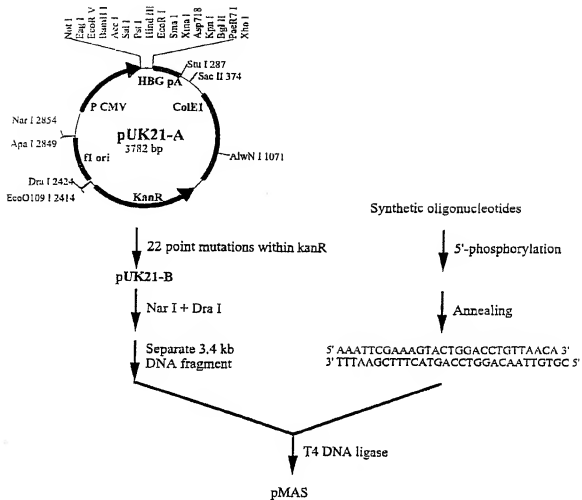 Not I
Eag I
EcoR V
BamH I
Acc I
Sal I
Pst I
Hind III
EcoR I
Sma I
Xma I
Asp718
Kpn I
Bgl II
PaeR7 I
Xho I
HBG pA
Stu I 287
Sac II 374
P CMV
ColE1
Nar I 2854
pUK21-A
Apa I 2849
3782 bp
AlwN I 1071
f1 ori
Dra I 2424
EcoO109 I 2414
KanR
Synthetic oligonucleotides
22 point mutations within kanR
5'-phosphorylation
pUK21-B
Nar I + Dra I
Annealing
Separate 3.4 kb
DNA fragment
5' AAATTCGAAAGTACTGGACCTGTTAACA 3'
3' TTTAAGCTTTCATGACCTGGACAATTGTGC 5'
T4 DNA ligase
pMAS